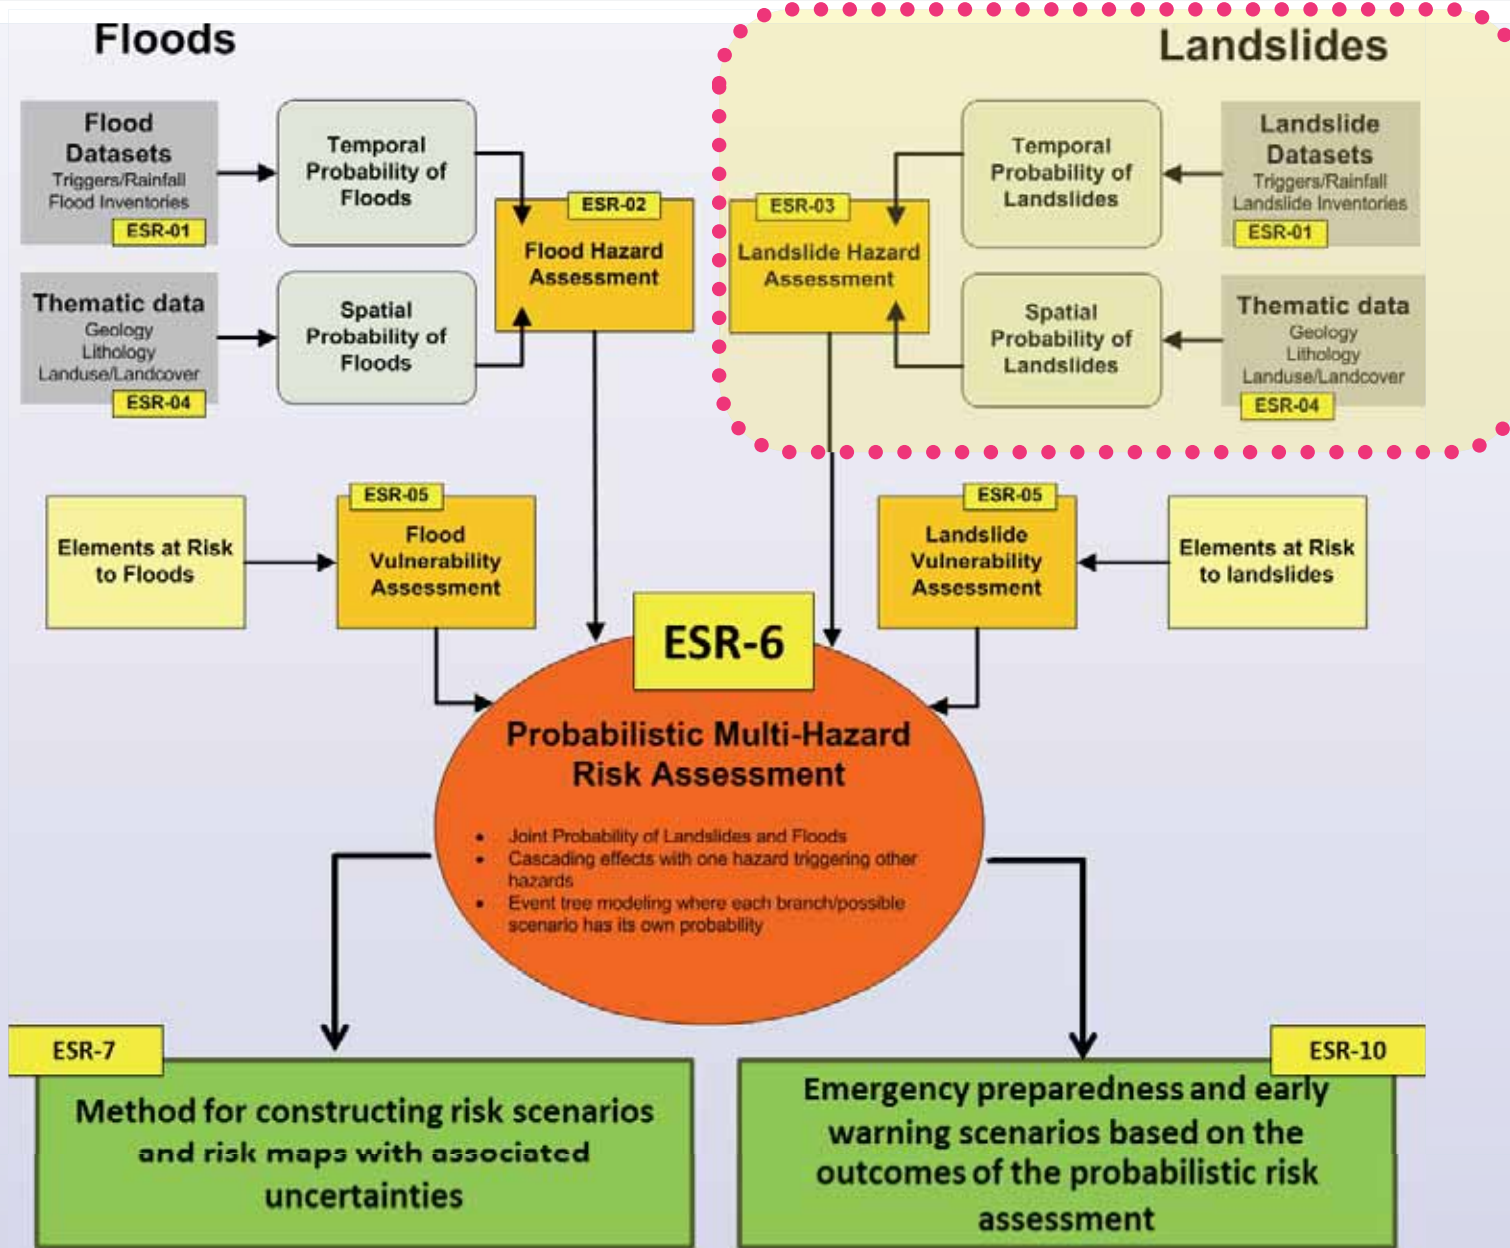 Floods
Landslides
Flood
Datasets
Triggers/Rainfall
Flood Inventories
ESR-01
Temporal
Probability of
Floods
ESR-02
Flood Hazard
Assessment
Thematic data
Geology
Lithology
Landuse/Landcover
ESR-04
Spatial
Probability of
Floods
ESR-03
Landslide Hazard
Assessment
Temporal
Probability of
Landslides
Landslide
Datasets
Triggers/Rainfall
Landslide Inventories
ESR-01
Spatial
Probability of
Landslides
Thematic data
Geology
Lithology
Landuse/Landcover
ESR-04
Elements at Risk
to Floods
ESR-05
Flood
Vulnerability
Assessment
ESR-05
Landslide
Vulnerability
Assessment
Elements at Risk
to landslides
ESR-6
Probabilistic Multi-Hazard
Risk Assessment
• Joint Probability of Landslides and Floods
• Cascading effects with one hazard triggering other
hazards
• Event tree modeling where each branch/possible
scenario has its own probability
ESR-7
Method for constructing risk scenarios
and risk maps with associated
uncertainties
ESR-10
Emergency preparedness and early
warning scenarios based on the
outcomes of the probabilistic risk
assessment